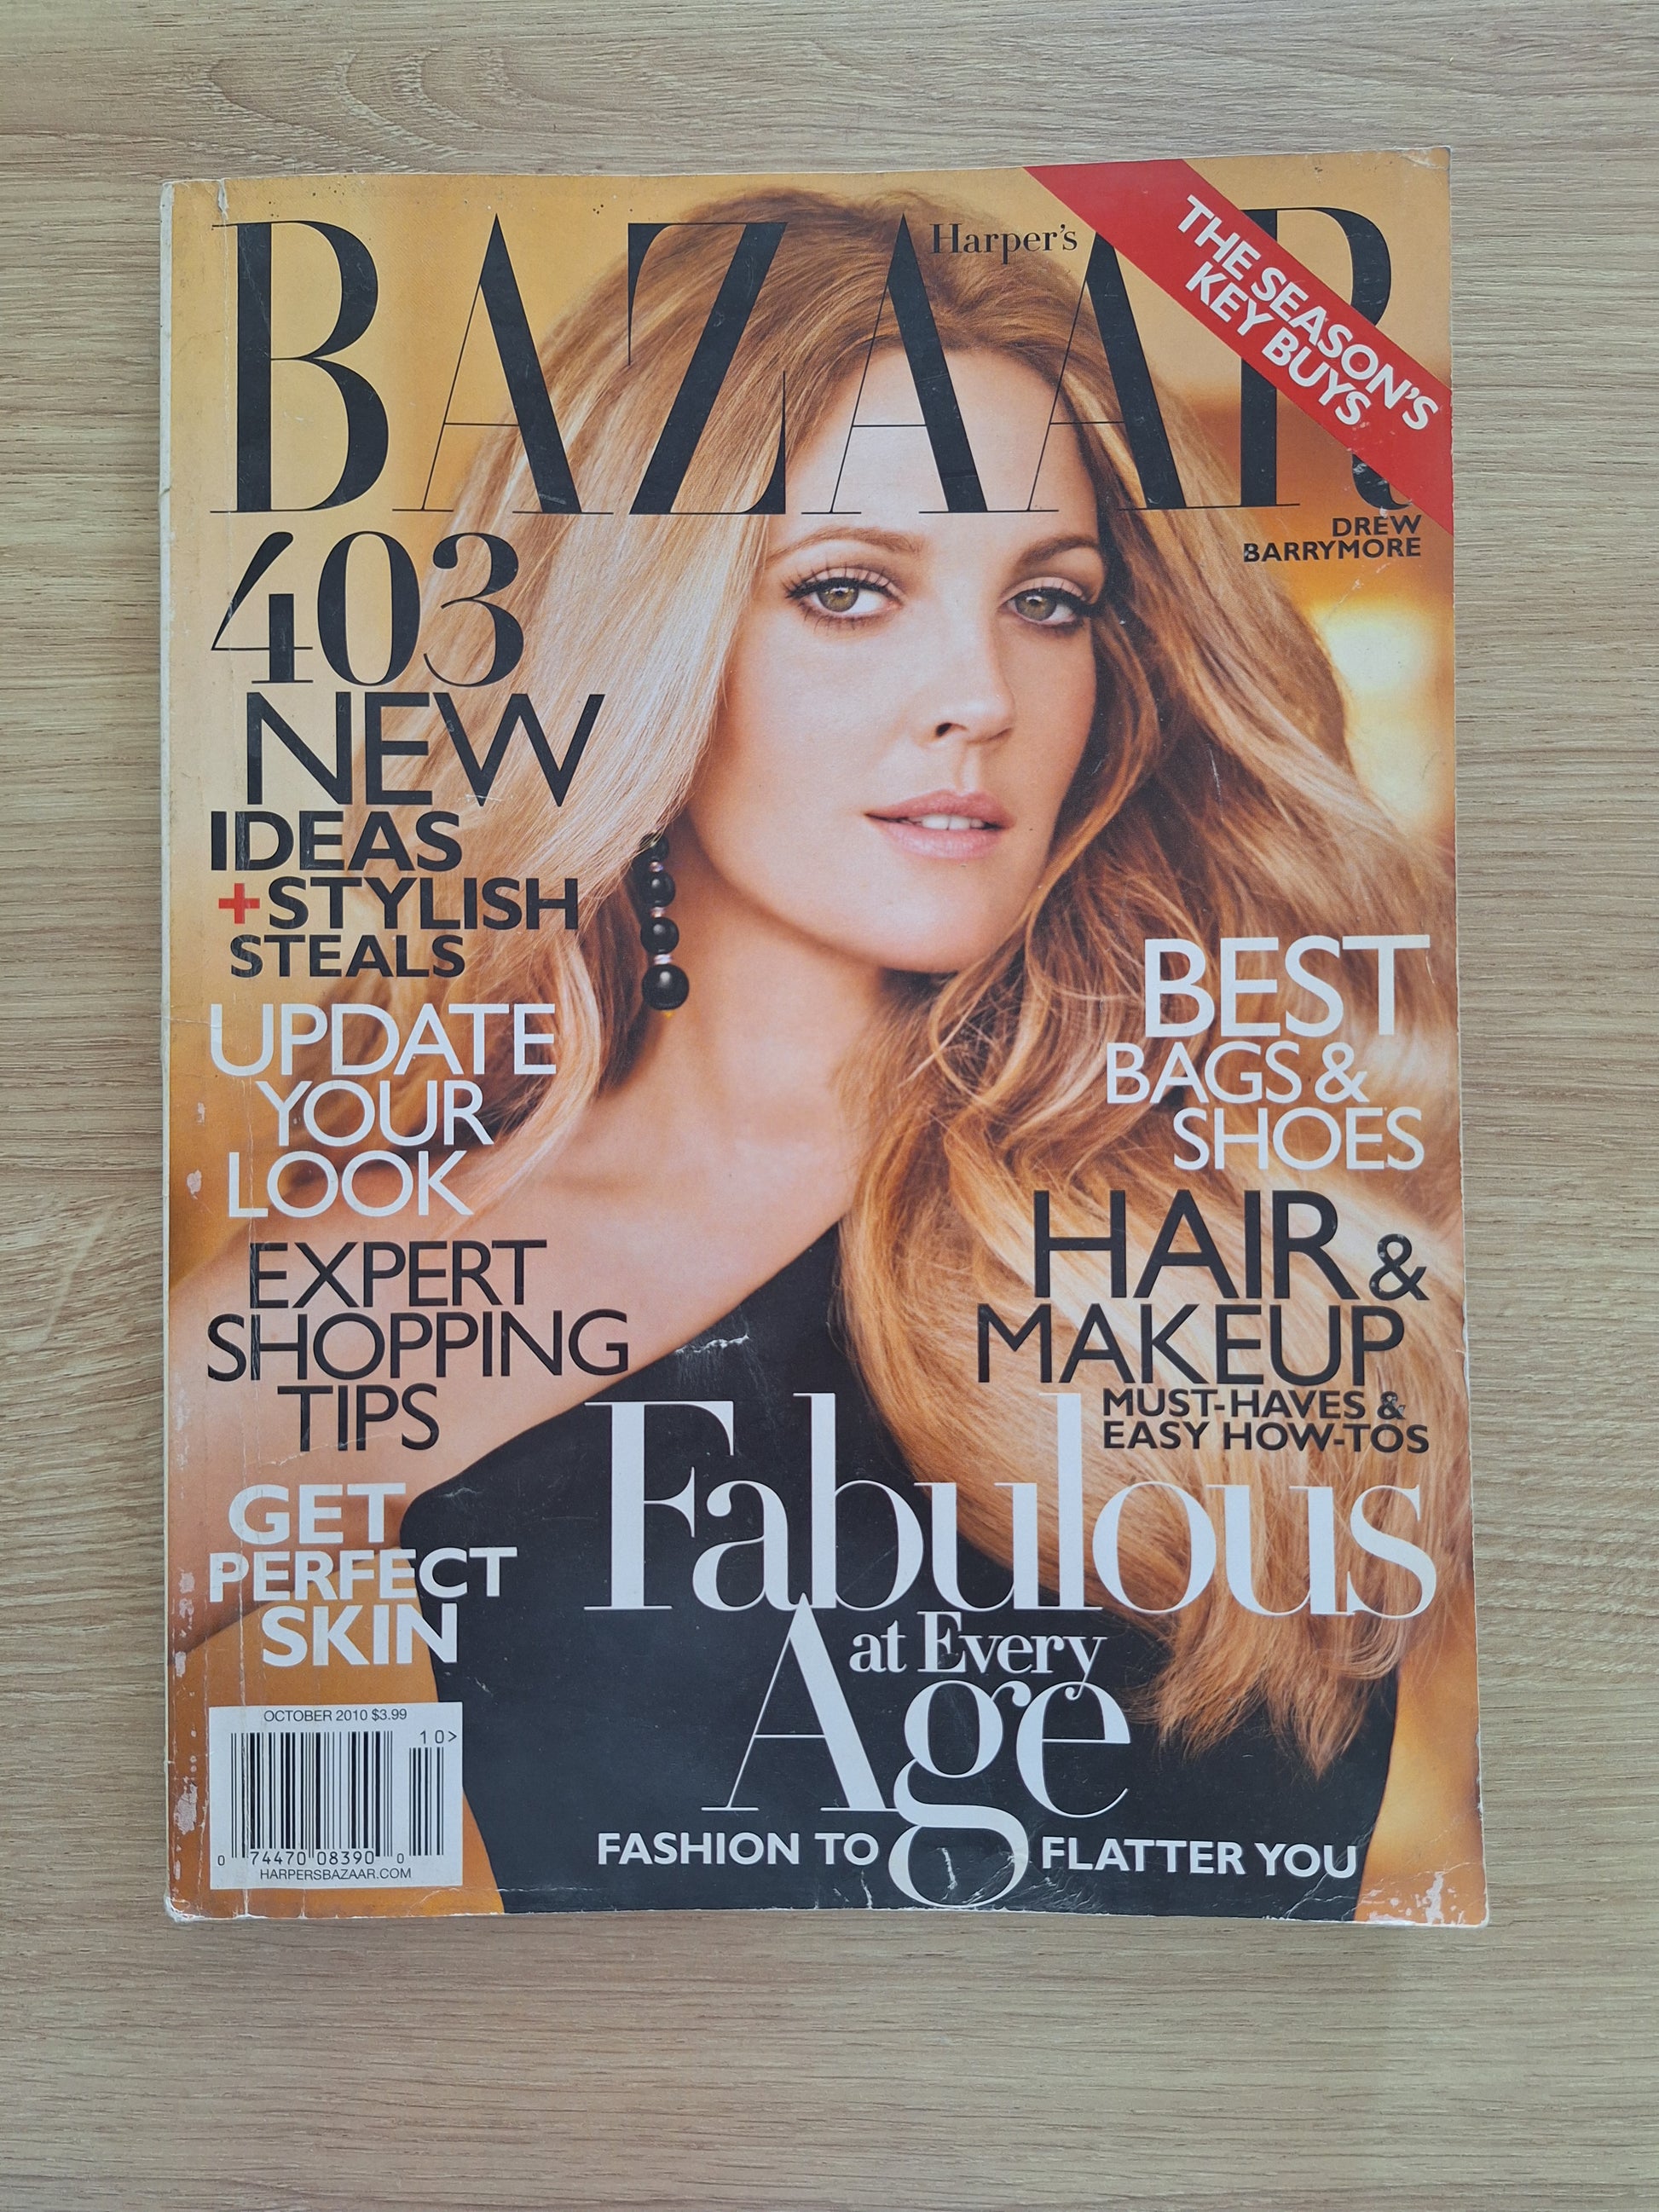 Harper's
BAZAAR
THE SEASON'S
KEY BUYS
DREW
BARRYMORE
403
NEW
IDEAS
+STYLISH
STEALS
UPDATE
YOUR
LOOK
EXPERT
SHOPPING
TIPS
GET
PERFECT
SKIN
BEST
BAGS &
SHOES
HAIR &
MAKEUP
MUST-HAVES &
EASY HOW-TOS
Fabulous
at Every
Age
FASHION TO FLATTER YOU
OCTOBER 2010 $3.99
10>
0 74470 08390 0
HARPERSBAZAAR.COM